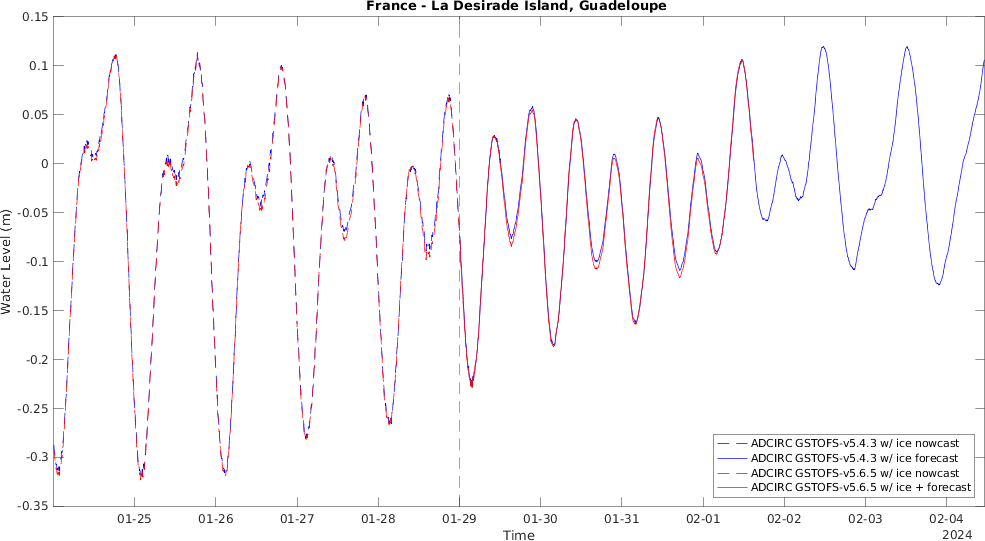 France - La Desirade Island, Guadeloupe
Water Level (m)
0.15
0.1
0.05
0
-0.05
-0.1
-0.15
-0.2
-0.25
-0.3
-0.35
ADCIRC GSTOFS-v5.4.3 w/ ice nowcast
ADCIRC GSTOFS-v5.4.3 w/ ice forecast
ADCIRC GSTOFS-v5.6.5 w/ ice nowcast
ADCIRC GSTOFS-v5.6.5 w/ ice + forecast
01-25 01-26 01-27 01-28 01-29 01-30 01-31 02-01 02-02 02-03 02-04
Time
2024